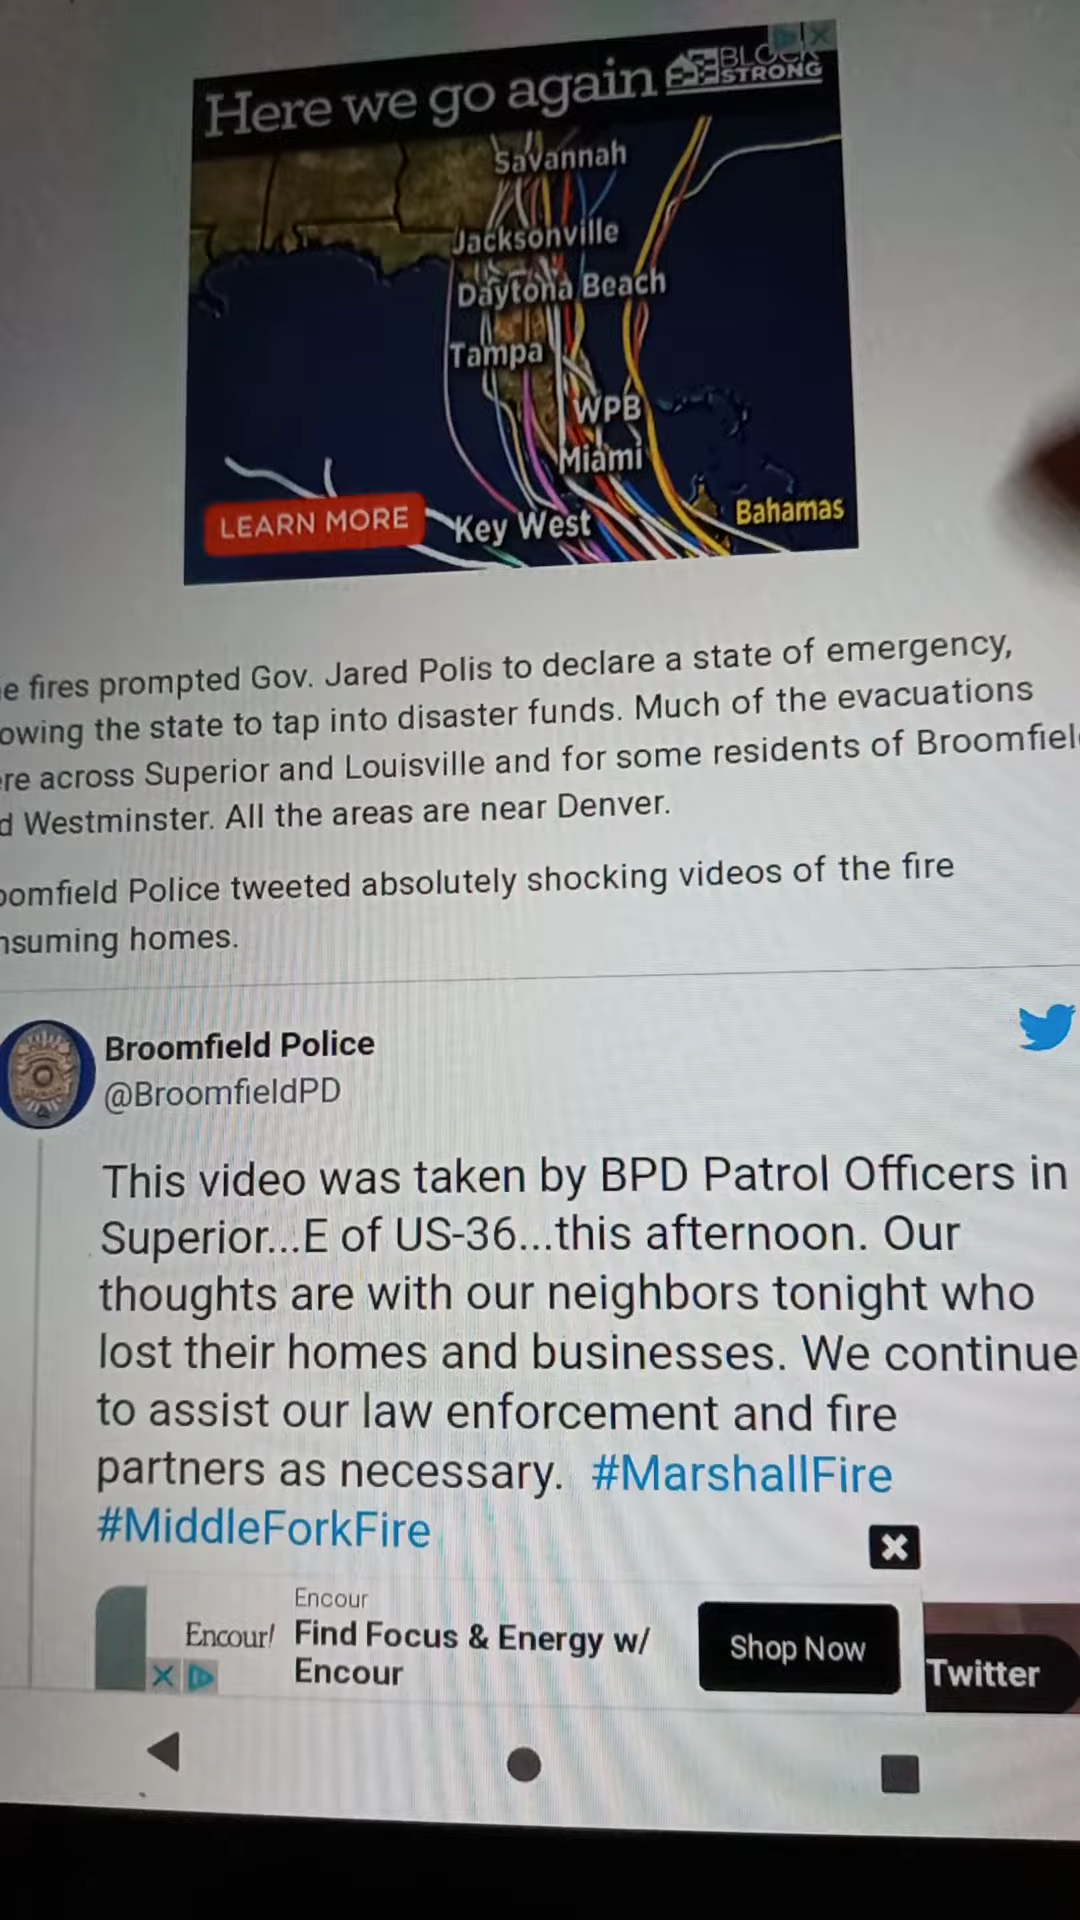 Here we go again
BLOCK
STRONG
Savannah
Jacksonville
Daytona Beach
Tampa
WPB
Miami
LEARN MORE
Key West
Bahamas
e fires prompted Gov. Jared Polis to declare a state of emergency,
owing the state to tap into disaster funds. Much of the evacuations
re across Superior and Louisville and for some residents of Broomfiel
d Westminster. All the areas are near Denver.
oomfield Police tweeted absolutely shocking videos of the fire
nsuming homes.
Broomfield Police
@BroomfieldPD
This video was taken by BPD Patrol Officers in
Superior...E of US-36...this afternoon. Our
thoughts are with our neighbors tonight who
lost their homes and businesses. We continue
to assist our law enforcement and fire
partners as necessary. #MarshallFire
#MiddleForkFire
Encour
Encour! Find Focus & Energy w/
Encour
Shop Now
Twitter